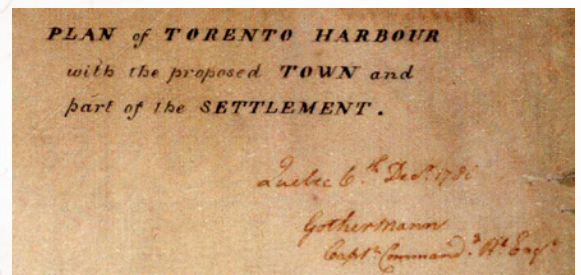 PLAN of TORENTO HARBOUR
with the proposed TOWN and
part of the SETTLEMENT.
Quebec 6th Decr. 1788
Gother Mann
Captn. Command.g Rl. Engrs.